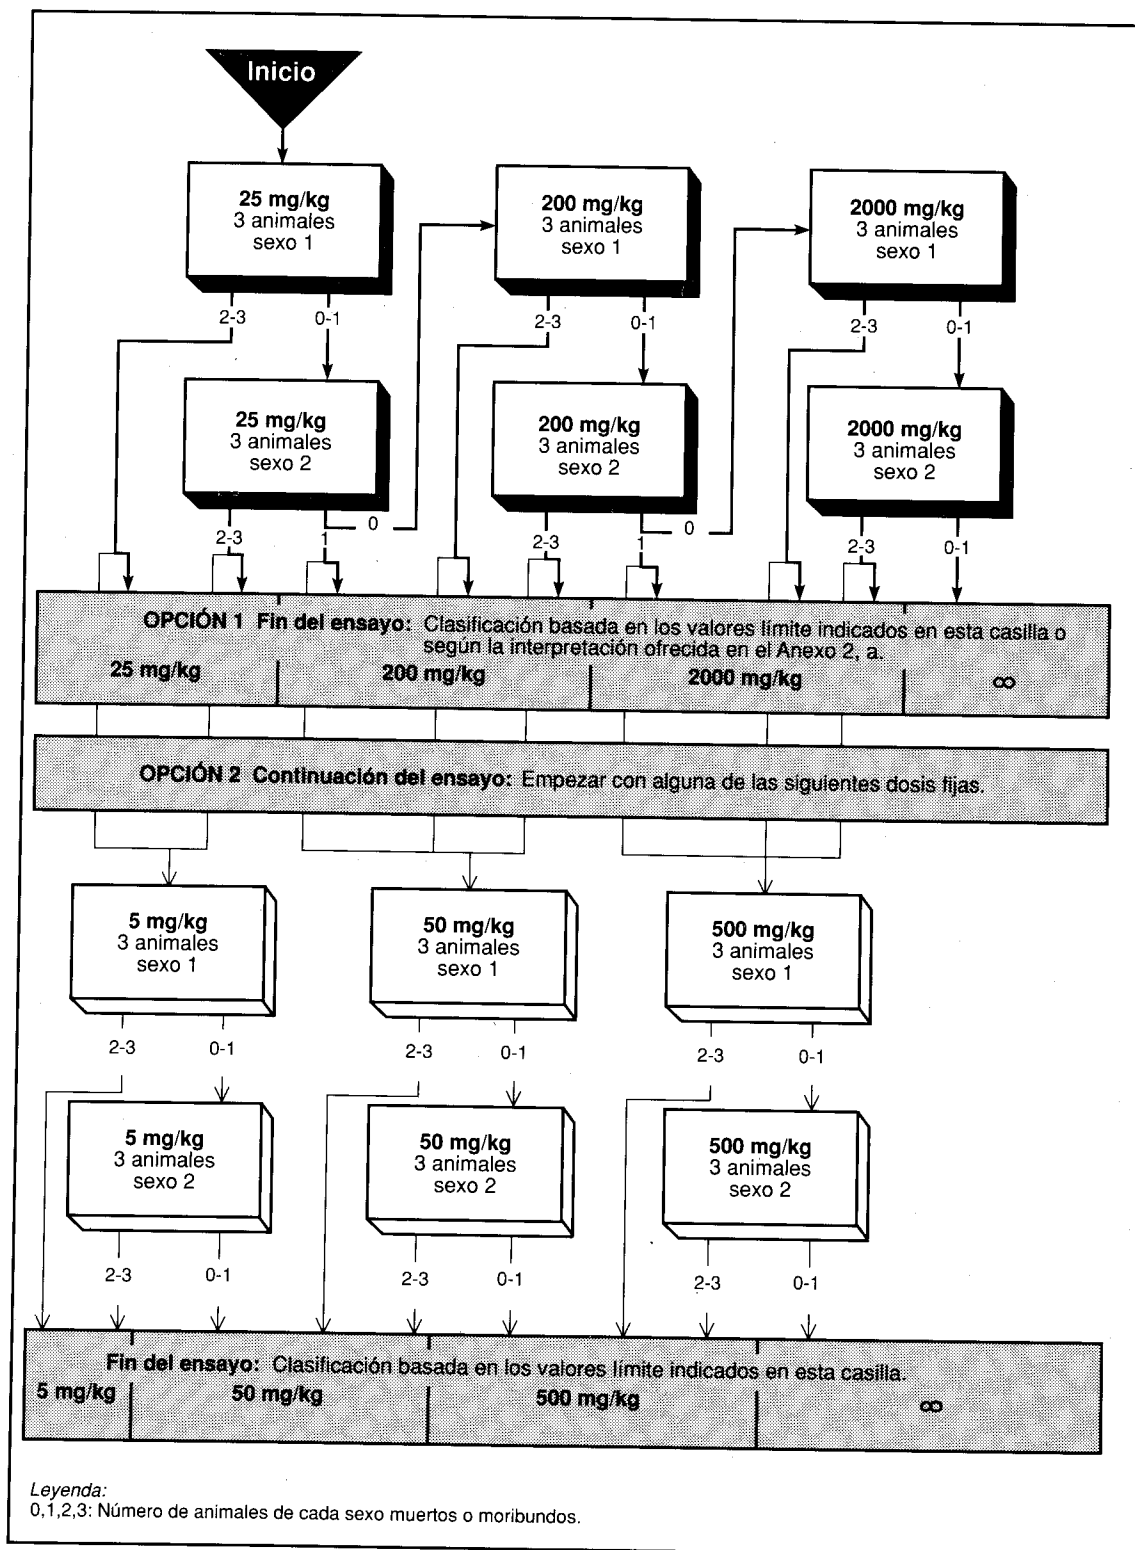 Inicio
25 mg/kg
3 animales
sexo 1
200 mg/kg
3 animales
sexo 1
2000 mg/kg
3 animales
sexo 1
2-3
0-1
2-3
0-1
2-3
0-1
25 mg/kg
3 animales
sexo 2
200 mg/kg
3 animales
sexo 2
2000 mg/kg
3 animales
sexo 2
2-3
1
0
2-3
1
0
2-3
0-1
OPCIÓN 1 Fin del ensayo: Clasificación basada en los valores límite indicados en esta casilla o
según la interpretación ofrecida en el Anexo 2, a.
25 mg/kg
200 mg/kg
2000 mg/kg
∞
OPCIÓN 2 Continuación del ensayo: Empezar con alguna de las siguientes dosis fijas.
5 mg/kg
3 animales
sexo 1
50 mg/kg
3 animales
sexo 1
500 mg/kg
3 animales
sexo 1
2-3
0-1
2-3
0-1
2-3
0-1
5 mg/kg
3 animales
sexo 2
50 mg/kg
3 animales
sexo 2
500 mg/kg
3 animales
sexo 2
2-3
0-1
2-3
0-1
2-3
0-1
Fin del ensayo: Clasificación basada en los valores límite indicados en esta casilla.
5 mg/kg
50 mg/kg
500 mg/kg
∞
Leyenda:
0,1,2,3: Número de animales de cada sexo muertos o moribundos.